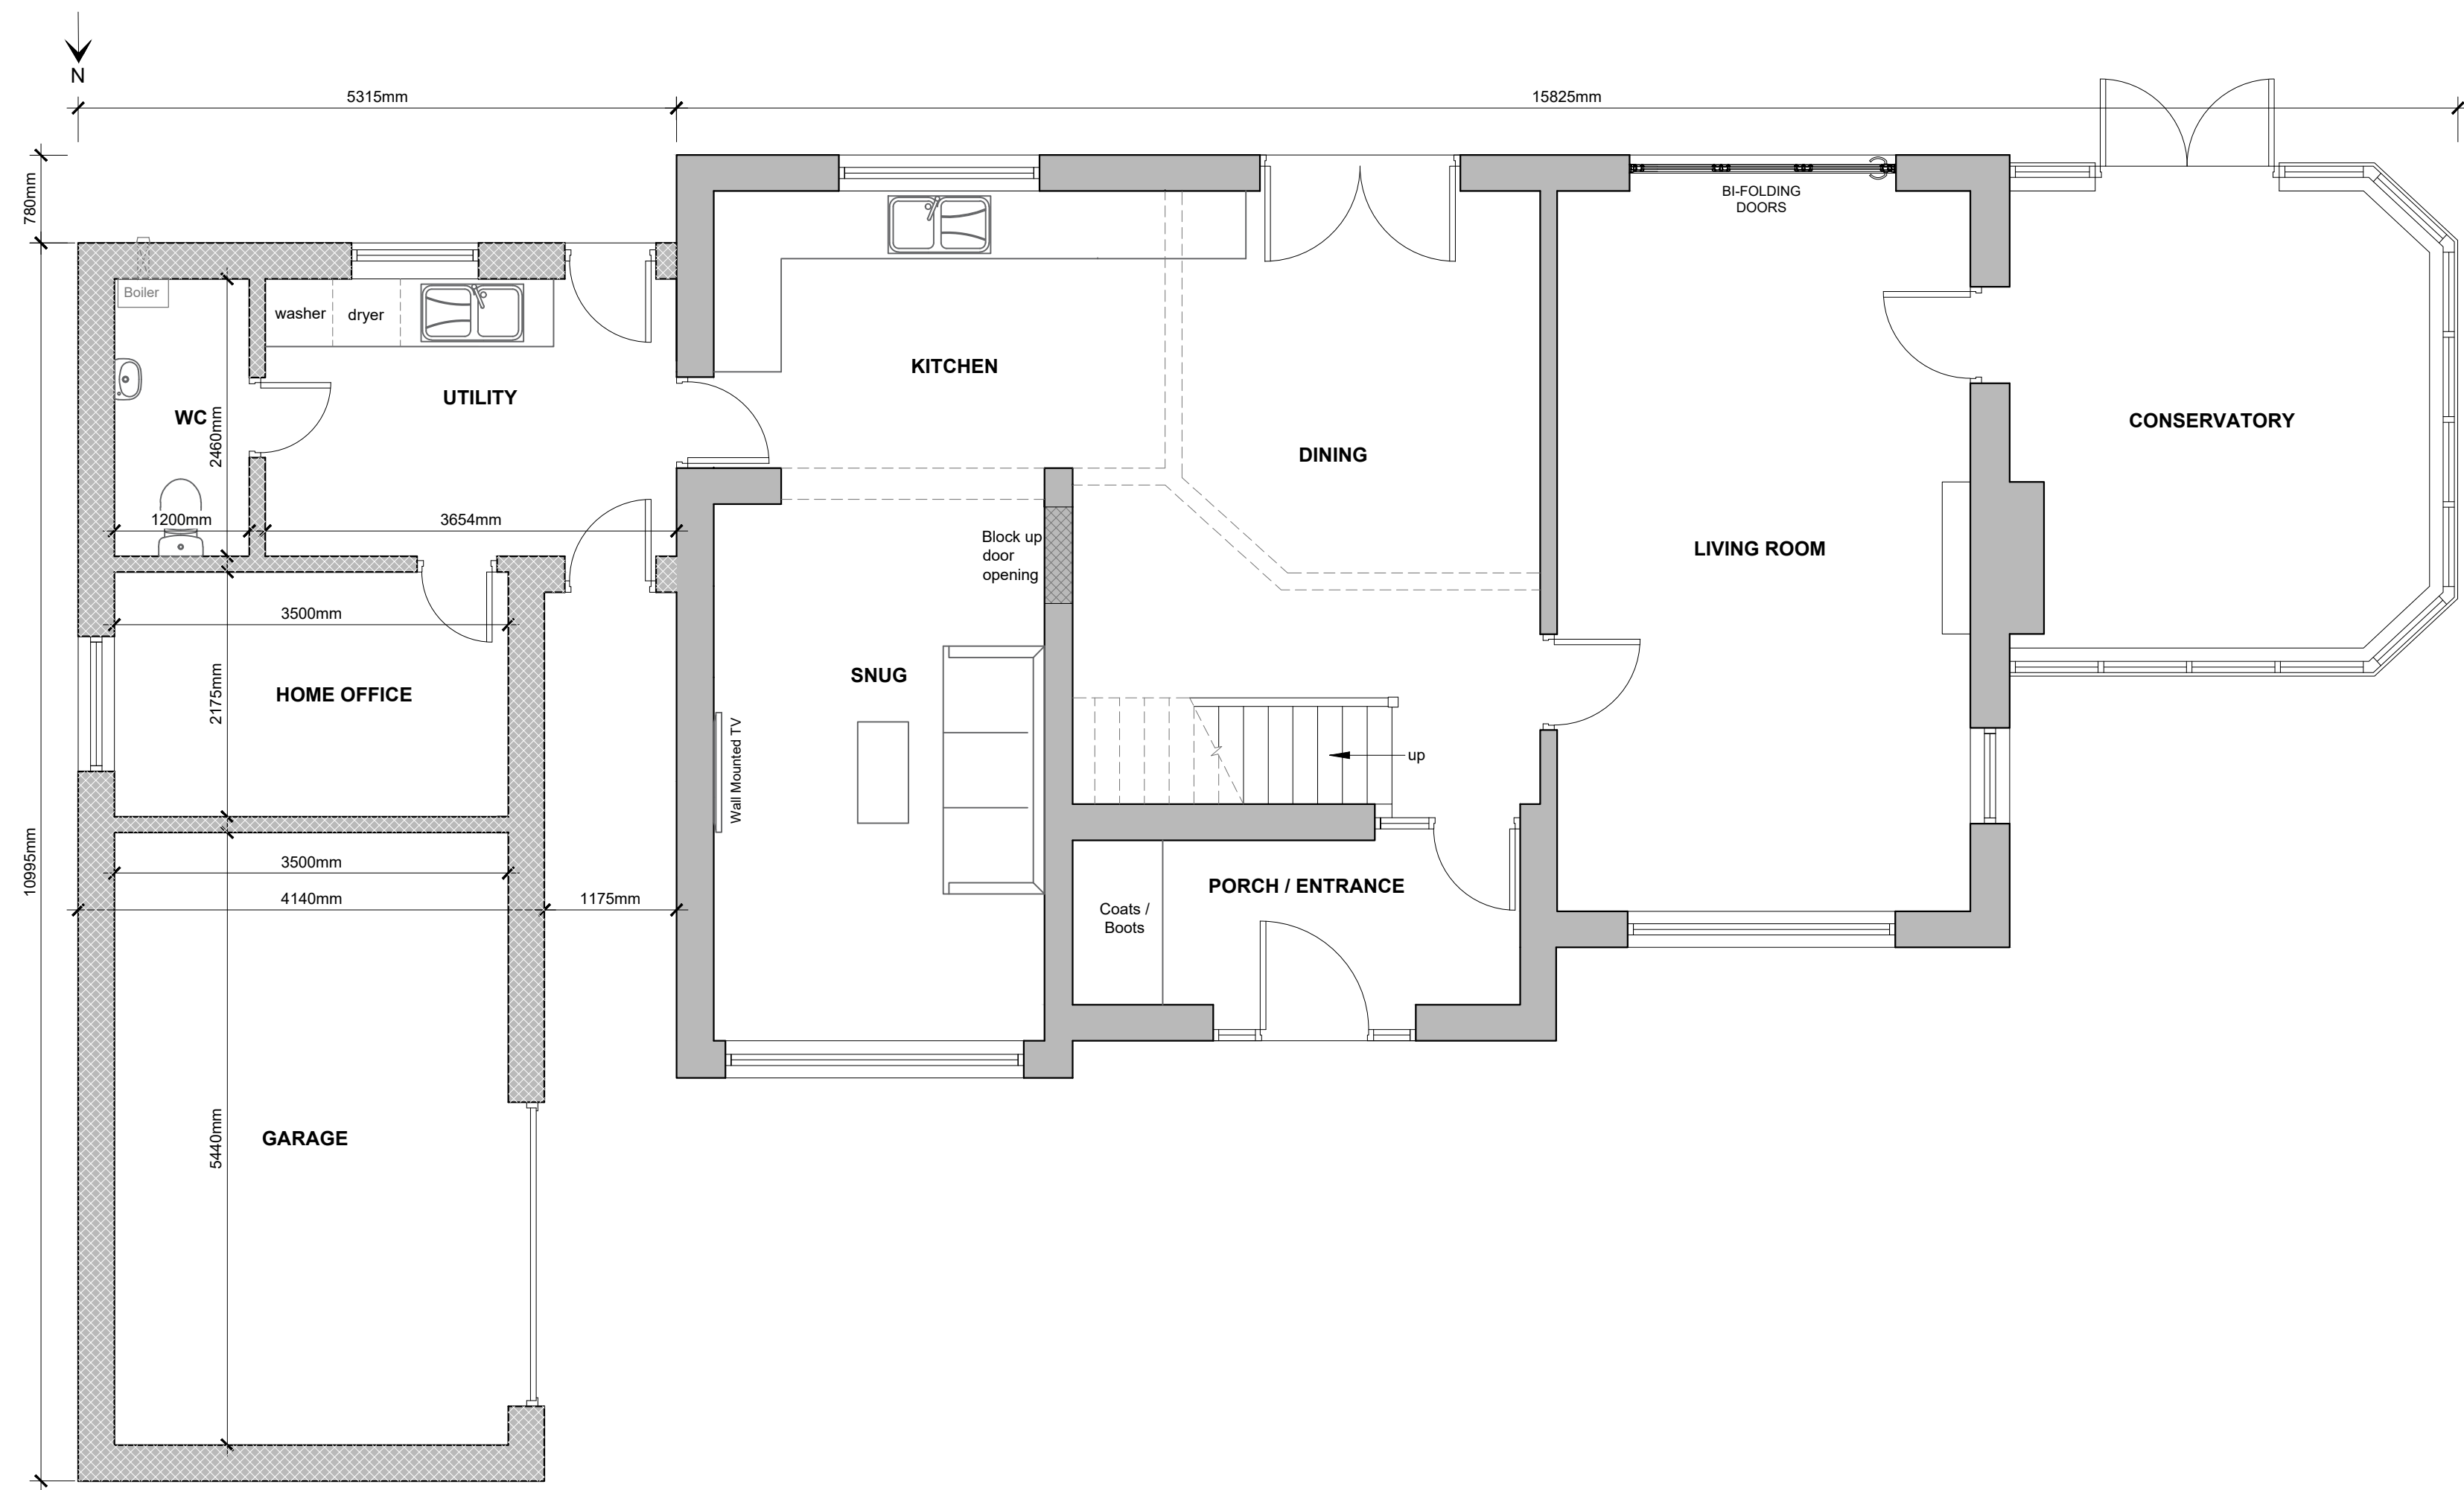 N
5315mm
15825mm
780mm
BI-FOLDING
DOORS
Boiler
washer
dryer
KITCHEN
UTILITY
WC
2460mm
CONSERVATORY
DINING
1200mm
3654mm
Block up
door
opening
LIVING ROOM
3500mm
SNUG
HOME OFFICE
2175mm
Wall Mounted TV
up
10995mm
3500mm
PORCH / ENTRANCE
4140mm
1175mm
Coats /
Boots
GARAGE
5440mm